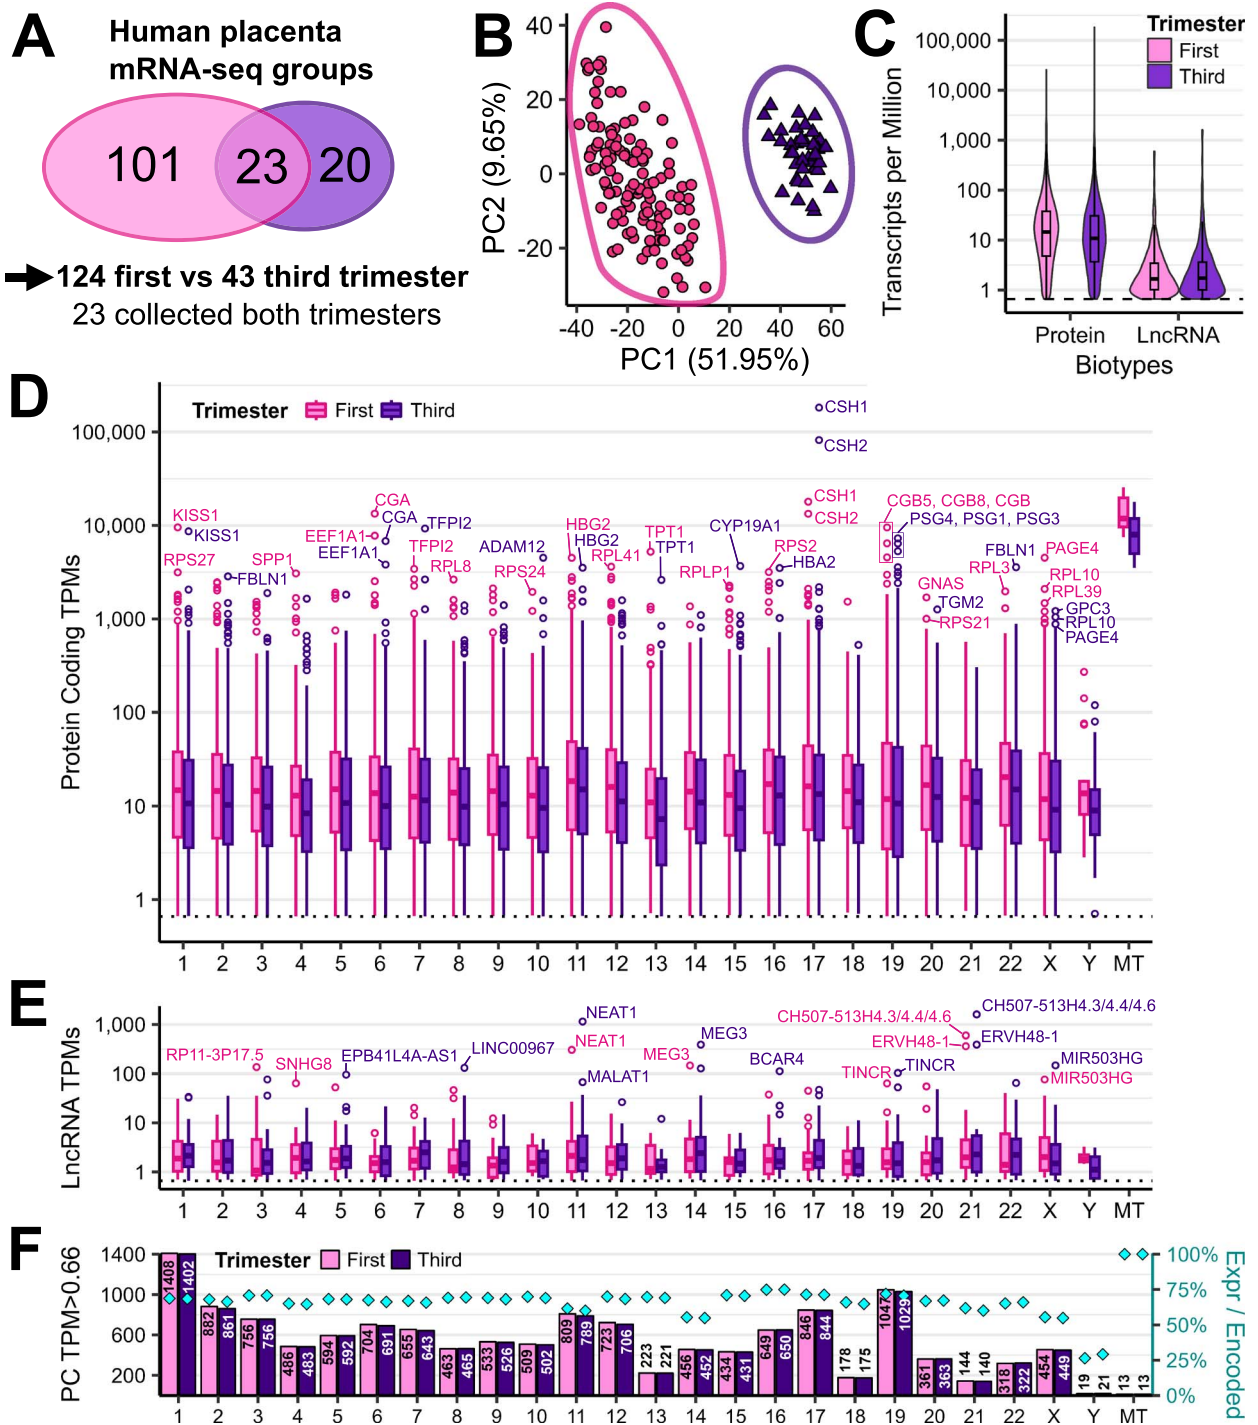 A
Human placenta
mRNA-seq groups
101
23
20
124 first vs 43 third trimester
23 collected both trimesters
B
40
20
0
-20
PC2 (9.65%)
-40
-20
0
20
40
60
PC1 (51.95%)
C
Transcripts per Million
100,000
10,000
1,000
100
10
1
Trimester
First
Third
Protein
LncRNA
Biotypes
D
Trimester
First
Third
Protein Coding TPMs
100,000
10,000
1,000
100
10
1
KISS1
KISS1
RPS27
FBLN1
SPP1
CGA
CGA
EEF1A1
EEF1A1
TFPI2
TFPI2
RPL8
ADAM12
RPS24
HBG2
HBG2
RPL41
TPT1
TPT1
CYP19A1
RPLP1
RPS2
HBA2
CSH1
CSH2
CSH1
CSH2
CGB5, CGB8, CGB
PSG4, PSG1, PSG3
GNAS
TGM2
RPS21
FBLN1
RPL3
PAGE4
RPL10
RPL39
GPC3
RPL10
PAGE4
1 2 3 4 5 6 7 8 9 10 11 12 13 14 15 16 17 18 19 20 21 22 X Y MT
E
LncRNA TPMs
1,000
100
10
1
RP11-3P17.5
SNHG8
EPB41L4A-AS1
LINC00967
NEAT1
NEAT1
MALAT1
MEG3
MEG3
BCAR4
CH507-513H4.3/4.4/4.6
CH507-513H4.3/4.4/4.6
ERVH48-1
ERVH48-1
TINCR
TINCR
MIR503HG
MIR503HG
1 2 3 4 5 6 7 8 9 10 11 12 13 14 15 16 17 18 19 20 21 22 X Y MT
F
Trimester
First
Third
PC TPM>0.66
1400
1000
600
200
1408 1402 882 861 756 756 486 483 594 592 704 691 655 643 463 465 533 526 509 502 809 789 723 706 223 221 456 452 434 431 649 650 846 844 178 175 1047 1029 361 363 144 140 318 322 454 449 19 21 13 13
100%
75%
50%
25%
0%
Expr / Encoded
1 2 3 4 5 6 7 8 9 10 11 12 13 14 15 16 17 18 19 20 21 22 X Y MT